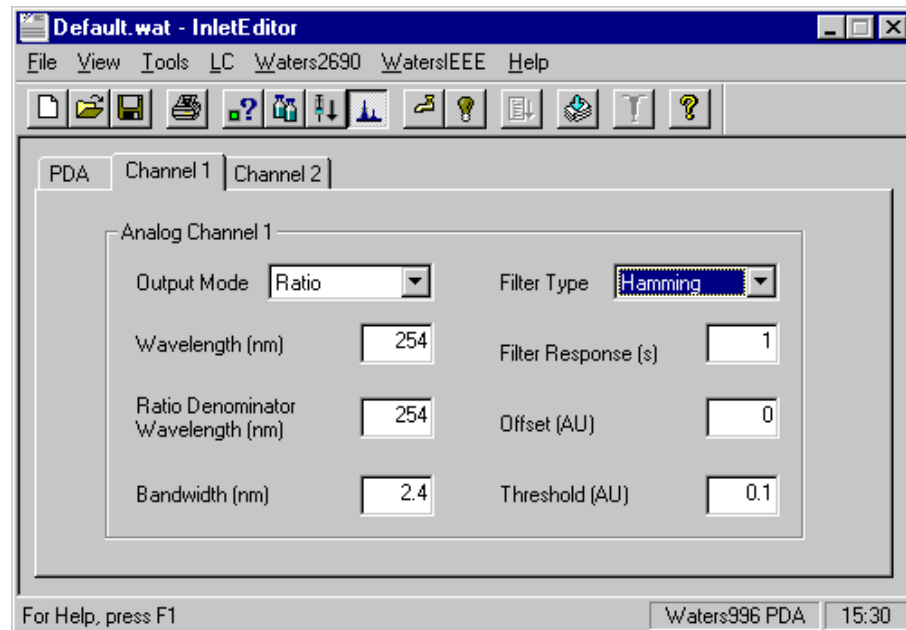 Default.wat - InletEditor
File View Tools LC Waters2690 WatersIEEE Help
PDA Channel 1 Channel 2
Analog Channel 1
Output Mode Ratio Filter Type Hamming
Wavelength (nm) 254 Filter Response (s) 1
Ratio Denominator
Wavelength (nm) 254 Offset (AU) 0
Bandwidth (nm) 2.4 Threshold (AU) 0.1
For Help, press F1 Waters996 PDA 15:30